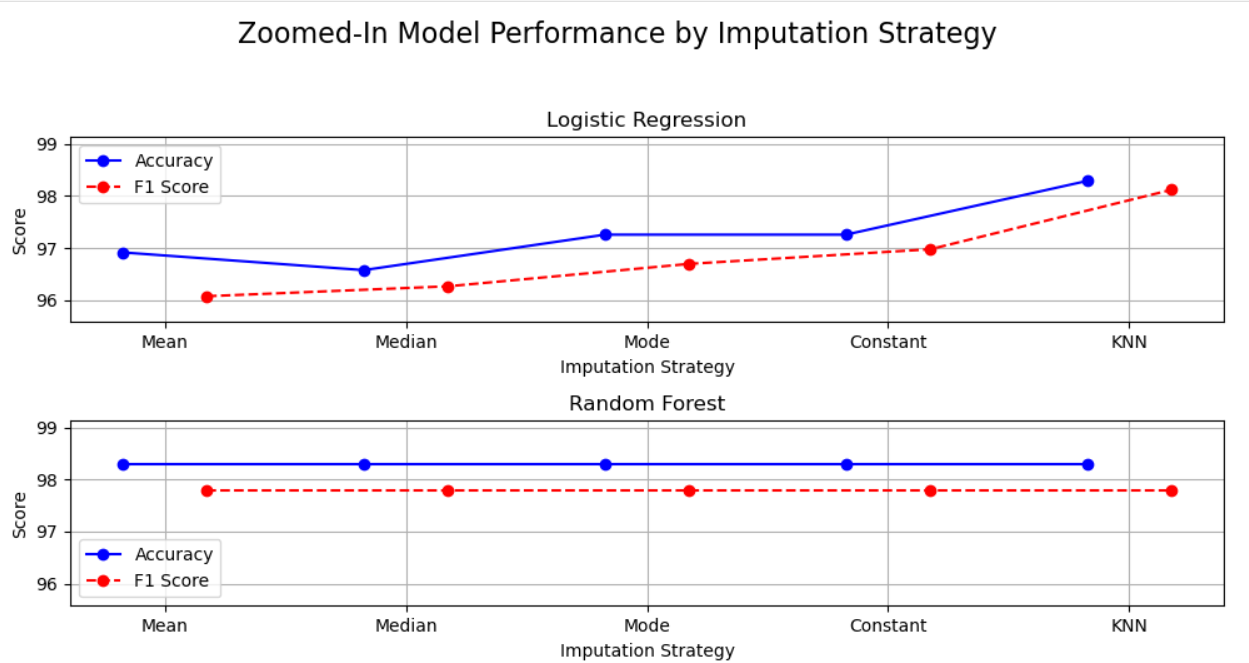 Zoomed-In Model Performance by Imputation Strategy
Logistic Regression
99
98
97
96
Score
Accuracy
F1 Score
Mean Median Mode Constant KNN
Imputation Strategy
Random Forest
99
98
97
96
Score
Accuracy
F1 Score
Mean Median Mode Constant KNN
Imputation Strategy